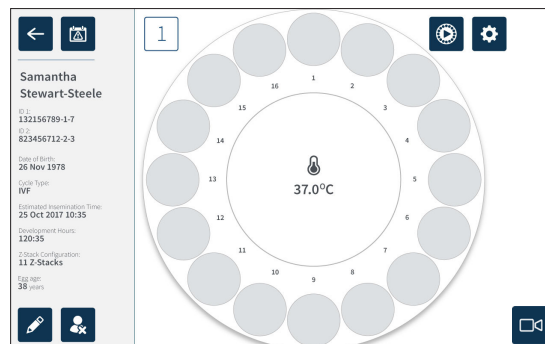 Samantha
Stewart-Steele
ID 1:
132156789-1-7
ID 2:
823456712-2-3
Date of Birth:
26 Nov 1978
Cycle Type:
IVF
Estimated Insemination Time:
25 Oct 2017 10:35
Development Hours:
120:35
Z-Stack Configuration:
11 Z-Stacks
Egg age:
38 years
1
1
2
3
4
5
6
7
8
9
10
11
12
13
14
15
16
37.0°C